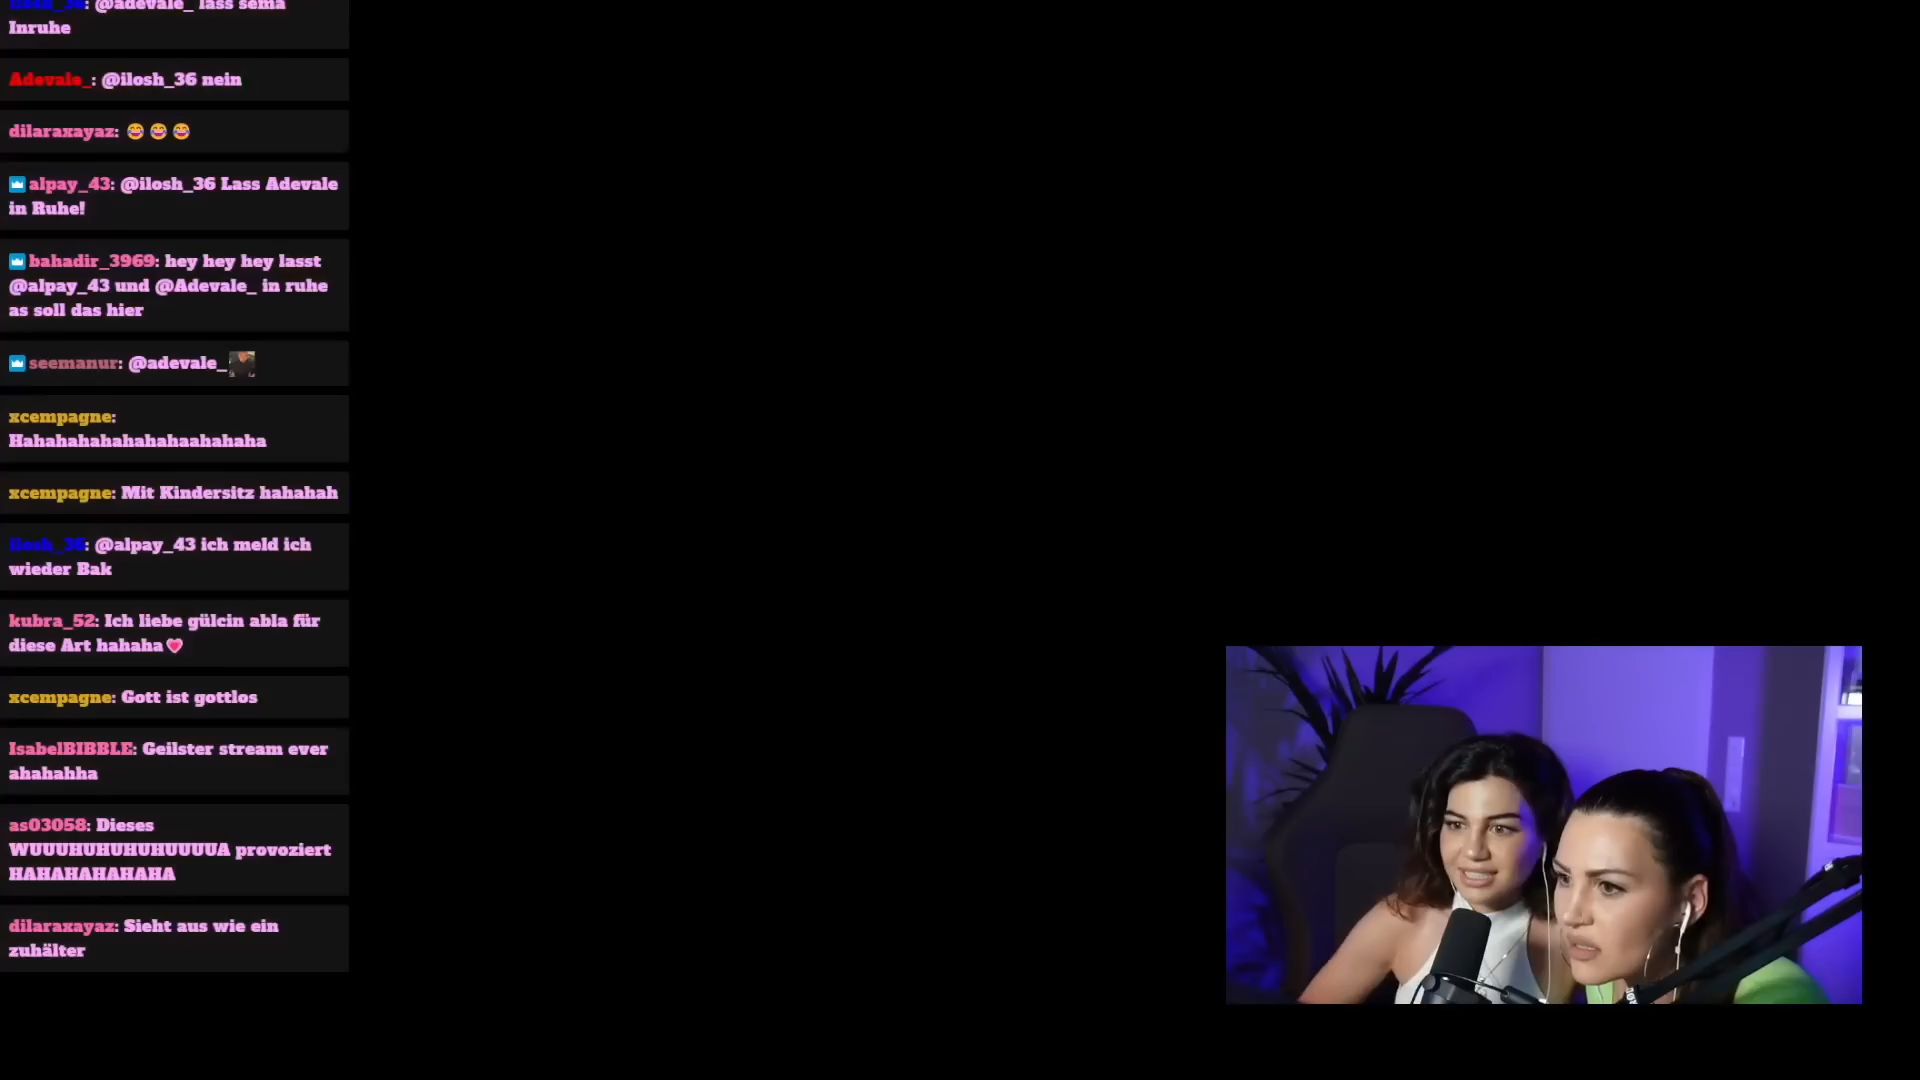 ilosh_36: @adevale_ lass sema
Inruhe
Adevale_: @ilosh_36 nein
dilaraxayaz: 😂 😂 😂
alpay_43: @ilosh_36 Lass Adevale
in Ruhe!
bahadir_3969: hey hey hey lasst
@alpay_43 und @Adevale_ in ruhe
as soll das hier
seemanur: @adevale_
xcempagne:
Hahahahahahahahaahahaha
xcempagne: Mit Kindersitz hahahah
ilosh_36: @alpay_43 ich meld ich
wieder Bak
kubra_52: Ich liebe gülcin abla für
diese Art hahaha💗
xcempagne: Gott ist gottlos
IsabelBIBBLE: Geilster stream ever
ahahahha
as03058: Dieses
WUUUHUHUHUHUUUUA provoziert
HAHAHAHAHAHA
dilaraxayaz: Sieht aus wie ein
zuhälter